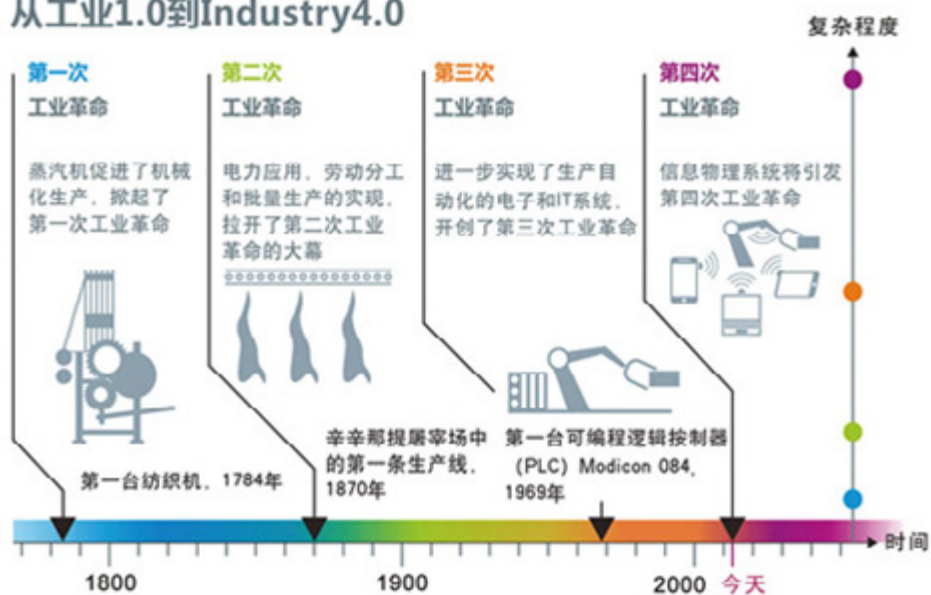 从工业1.0到Industry4.0
复杂程度
第一次
工业革命
蒸汽机促进了机械
化生产，掀起了
第一次工业革命
第二次
工业革命
电力应用，劳动分工
和批量生产的实现，
拉开了第二次工业
革命的大幕
第三次
工业革命
进一步实现了生产自
动化的电子和IT系统，
开创了第三次工业革命
第四次
工业革命
信息物理系统将引发
第四次工业革命
第一台纺织机，1784年
辛辛那提屠宰场中
的第一条生产线，
1870年
第一台可编程逻辑按制器
（PLC）Modicon 084，
1969年
时间
1800
1900
2000
今天